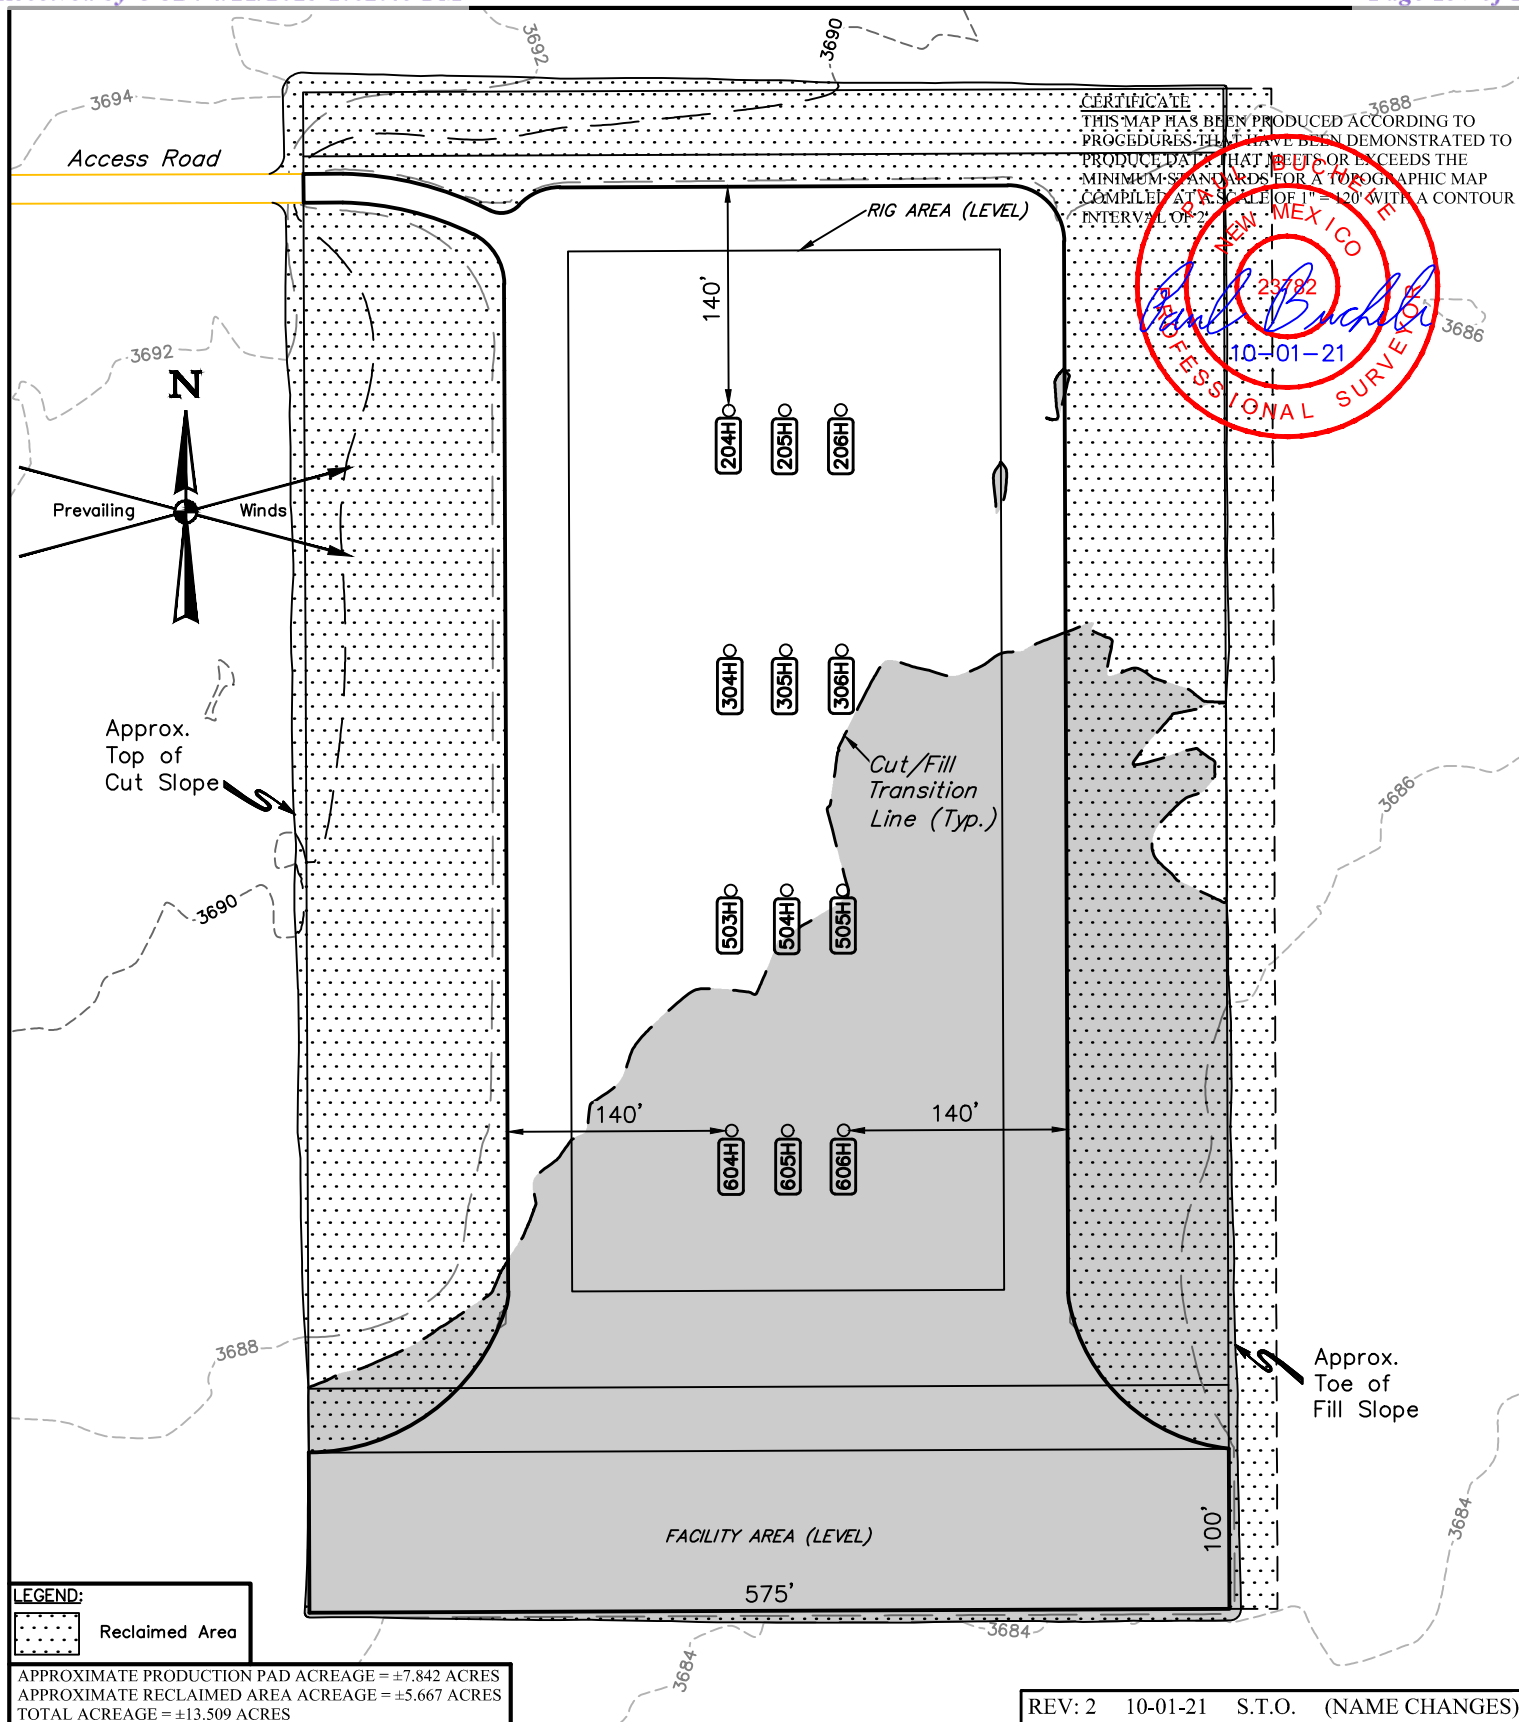 3692
3690
3694
3688
CERTIFICATE
THIS MAP HAS BEEN PRODUCED ACCORDING TO
PROCEDURES THAT HAVE BEEN DEMONSTRATED TO
PRODUCE DATA THAT MEETS OR EXCEEDS THE
MINIMUM STANDARDS FOR A TOPOGRAPHIC MAP
COMPILED AT A SCALE OF 1" = 120' WITH A CONTOUR
INTERVAL OF 2'.
Access Road
RIG AREA (LEVEL)
PAUL BUCHELE
NEW MEXICO
23782
Paul Buchele
10-01-21
PROFESSIONAL SURVEYOR
140'
3686
3692
N
204H
205H
206H
Prevailing Winds
304H
305H
306H
Approx.
Top of
Cut Slope
Cut/Fill
Transition
Line (Typ.)
3686
3690
503H
504H
505H
140'
140'
604H
605H
606H
3688
Approx.
Toe of
Fill Slope
FACILITY AREA (LEVEL)
100'
3684
575'
LEGEND:
Reclaimed Area
3684
3684
APPROXIMATE PRODUCTION PAD ACREAGE = ±7.842 ACRES
APPROXIMATE RECLAIMED AREA ACREAGE = ±5.667 ACRES
TOTAL ACREAGE = ±13.509 ACRES
REV: 2 10-01-21 S.T.O. (NAME CHANGES)